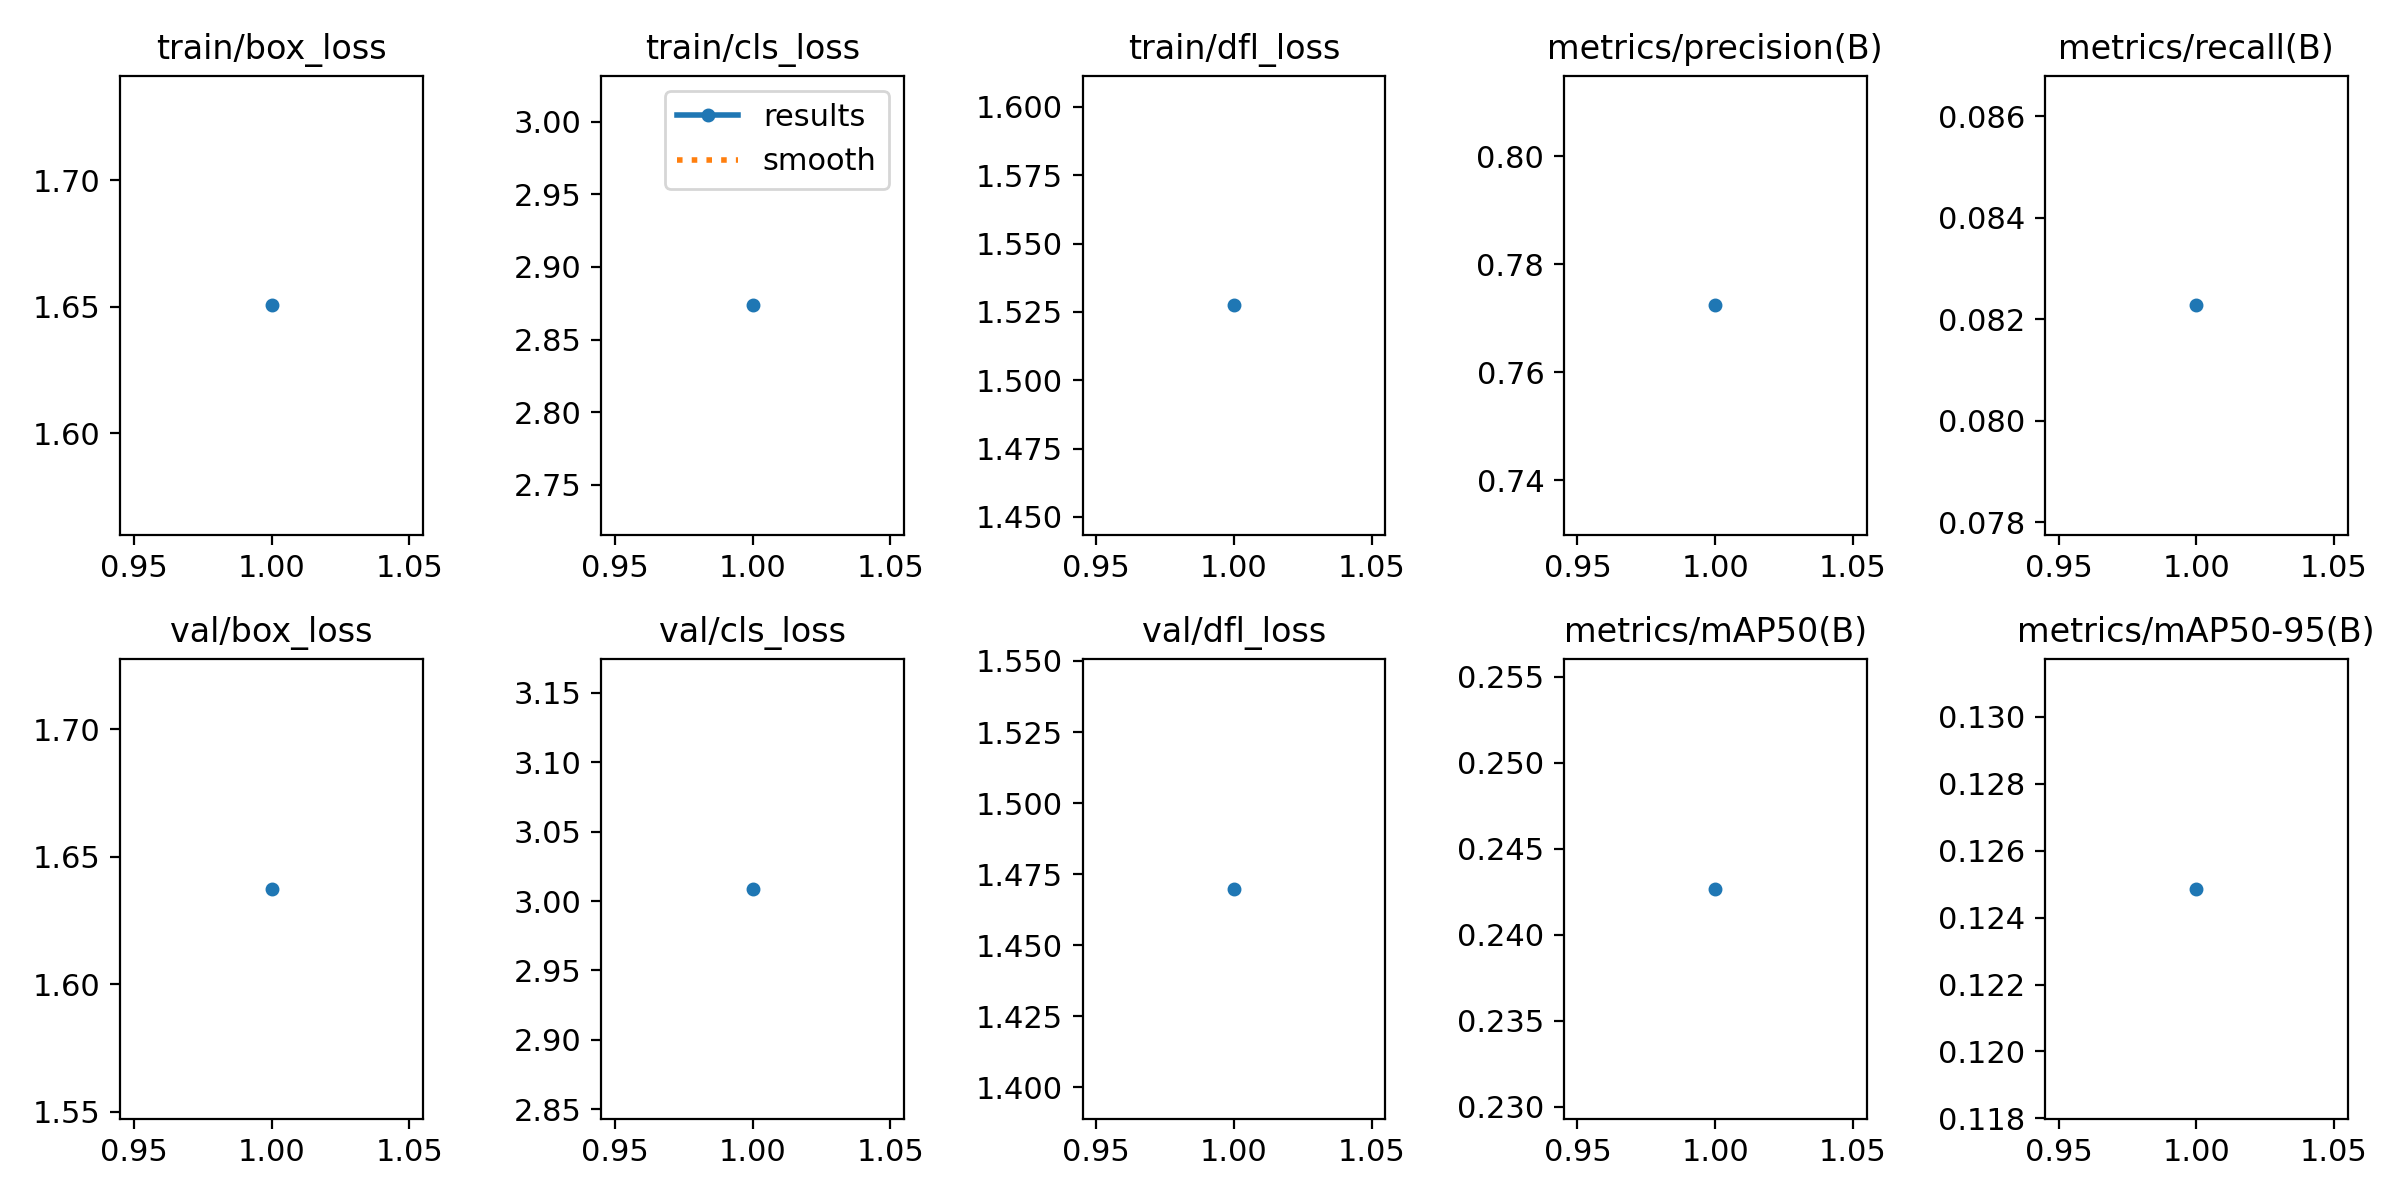 train/box_loss
1.70
1.65
1.60
0.95 1.00 1.05
train/cls_loss
results
smooth
3.00
2.95
2.90
2.85
2.80
2.75
0.95 1.00 1.05
train/dfl_loss
1.600
1.575
1.550
1.525
1.500
1.475
1.450
0.95 1.00 1.05
metrics/precision(B)
0.80
0.78
0.76
0.74
0.95 1.00 1.05
metrics/recall(B)
0.086
0.084
0.082
0.080
0.078
0.95 1.00 1.05
val/box_loss
1.70
1.65
1.60
1.55
0.95 1.00 1.05
val/cls_loss
3.15
3.10
3.05
3.00
2.95
2.90
2.85
0.95 1.00 1.05
val/dfl_loss
1.550
1.525
1.500
1.475
1.450
1.425
1.400
0.95 1.00 1.05
metrics/mAP50(B)
0.255
0.250
0.245
0.240
0.235
0.230
0.95 1.00 1.05
metrics/mAP50-95(B)
0.130
0.128
0.126
0.124
0.122
0.120
0.118
0.95 1.00 1.05